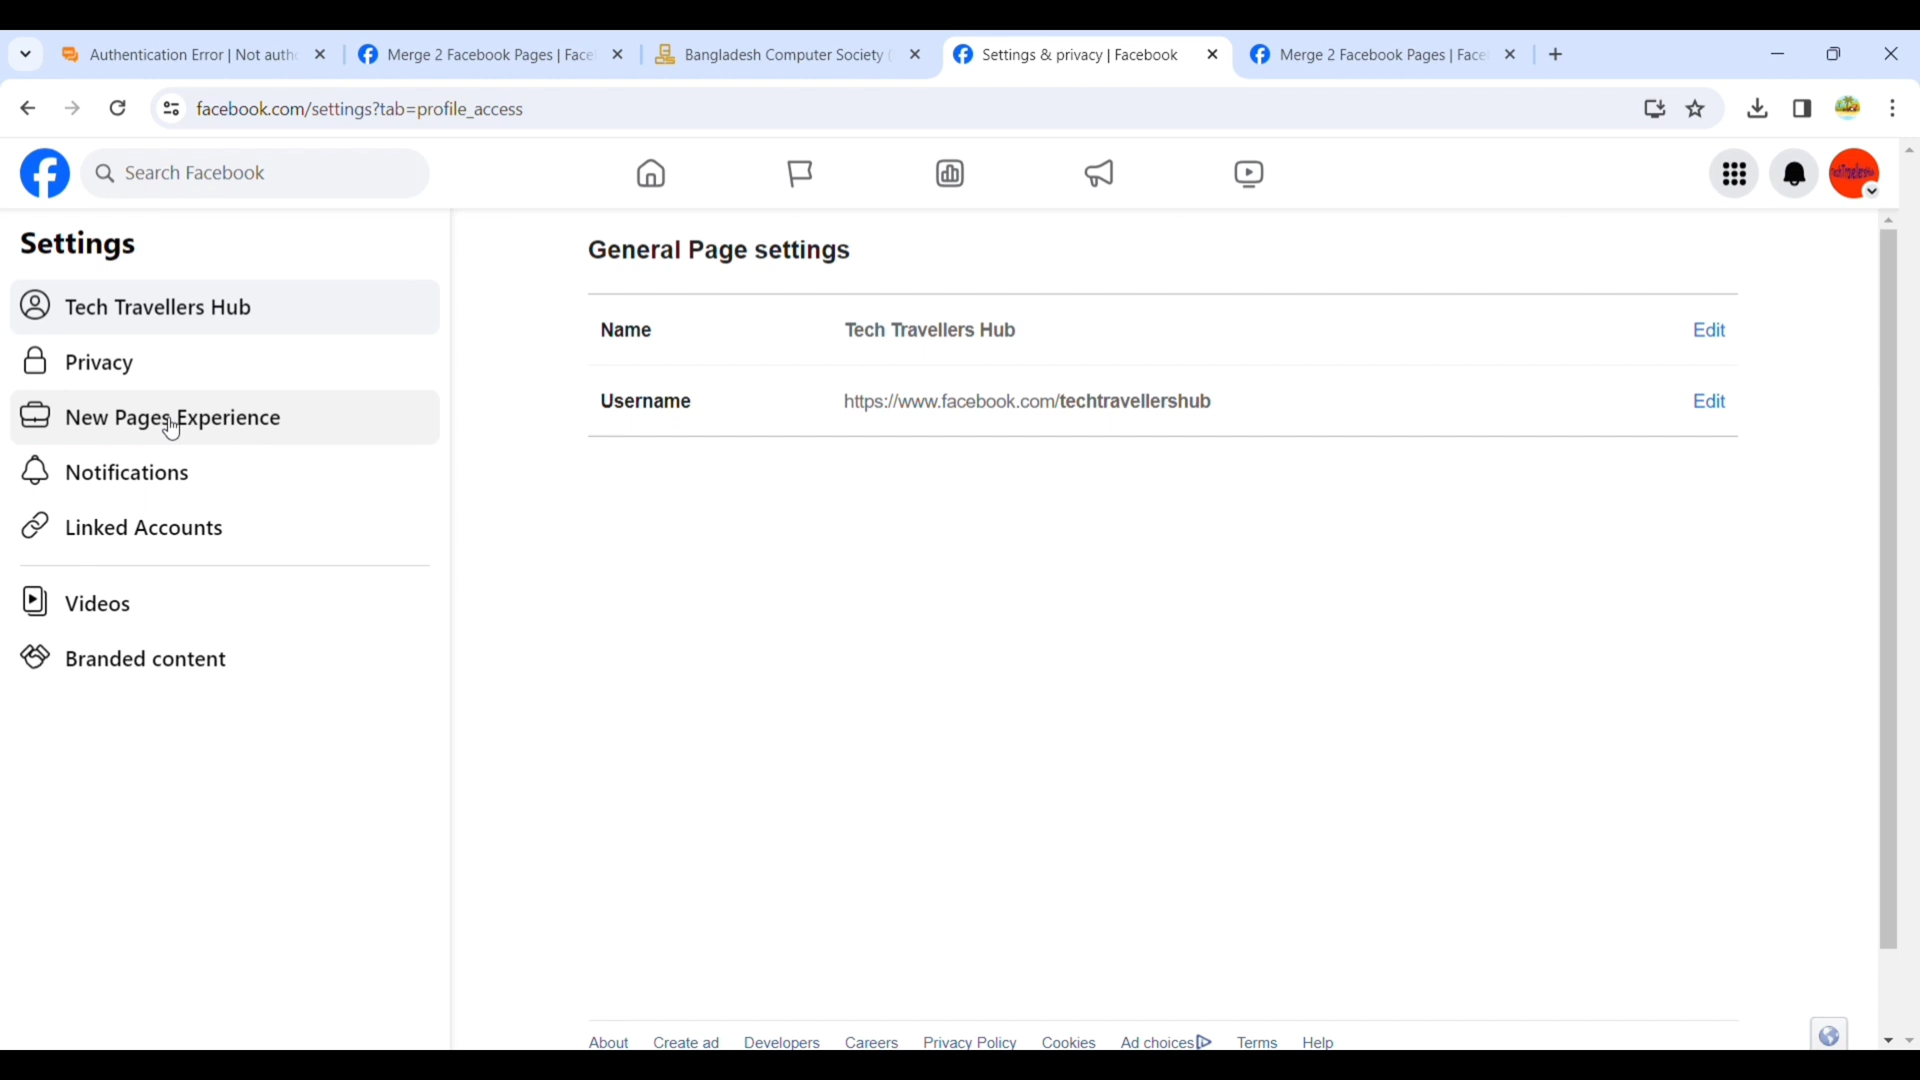 Authentication Error | Not auth
Merge 2 Facebook Pages | Face
Bangladesh Computer Society
Settings & privacy | Facebook
Merge 2 Facebook Pages | Face
facebook.com/settings?tab=profile_access
Search Facebook
Settings
Tech Travellers Hub
Privacy
New Pages Experience
Notifications
Linked Accounts
Videos
Branded content
General Page settings
Name Tech Travellers Hub Edit
Username https://www.facebook.com/techtravellershub Edit
About Create ad Developers Careers Privacy Policy Cookies Ad choices Terms Help